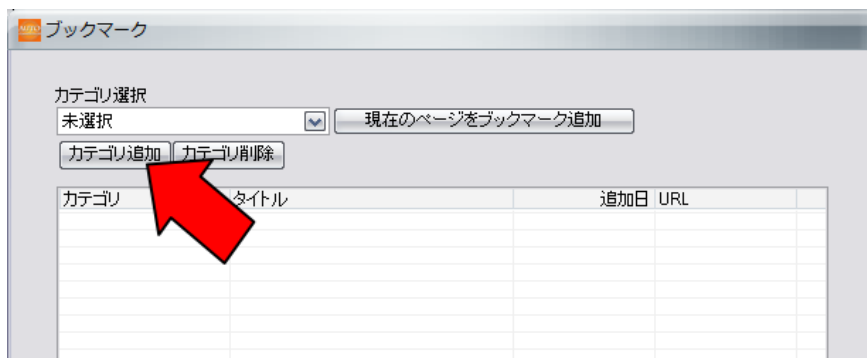 ブックマーク
カテゴリ選択
未選択 現在のページをブックマーク追加
カテゴリ追加 カテゴリ削除
カテゴリ タイトル 追加日 URL